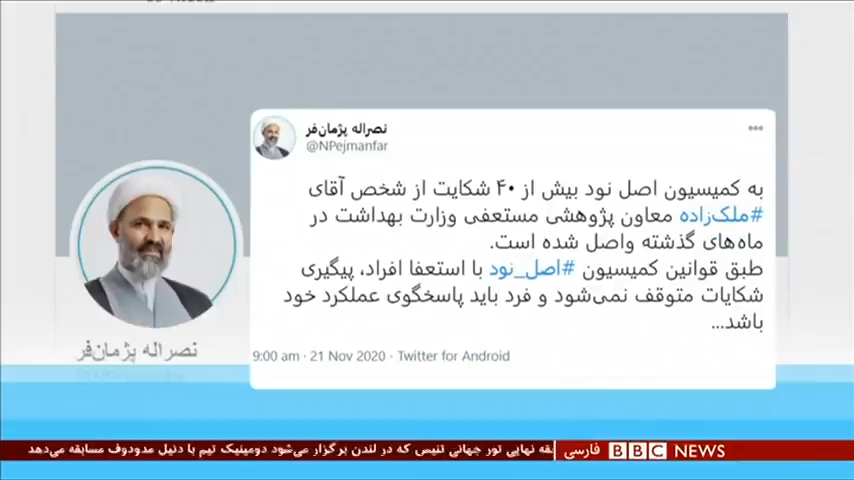 نصراله پژمان‌فر
@NPejmanfar
به کمیسیون اصل نود بیش از ۴۰ شکایت از شخص آقای
#ملک‌زاده معاون پژوهشی مستعفی وزارت بهداشت در
ماه‌های گذشته واصل شده است.
طبق قوانین کمیسیون #اصل_نود با استعفا افراد، پیگیری
شکایات متوقف نمی‌شود و فرد باید پاسخگوی عملکرد خود
باشد...
9:00 am · 21 Nov 2020 · Twitter for Android
نصراله پژمان‌فر
BBC NEWS فارسی
نهایی تور جهانی تنیس که در لندن برگزار می‌شود دومینیک تیم با دنیل مدودوف مسابقه می‌دهد